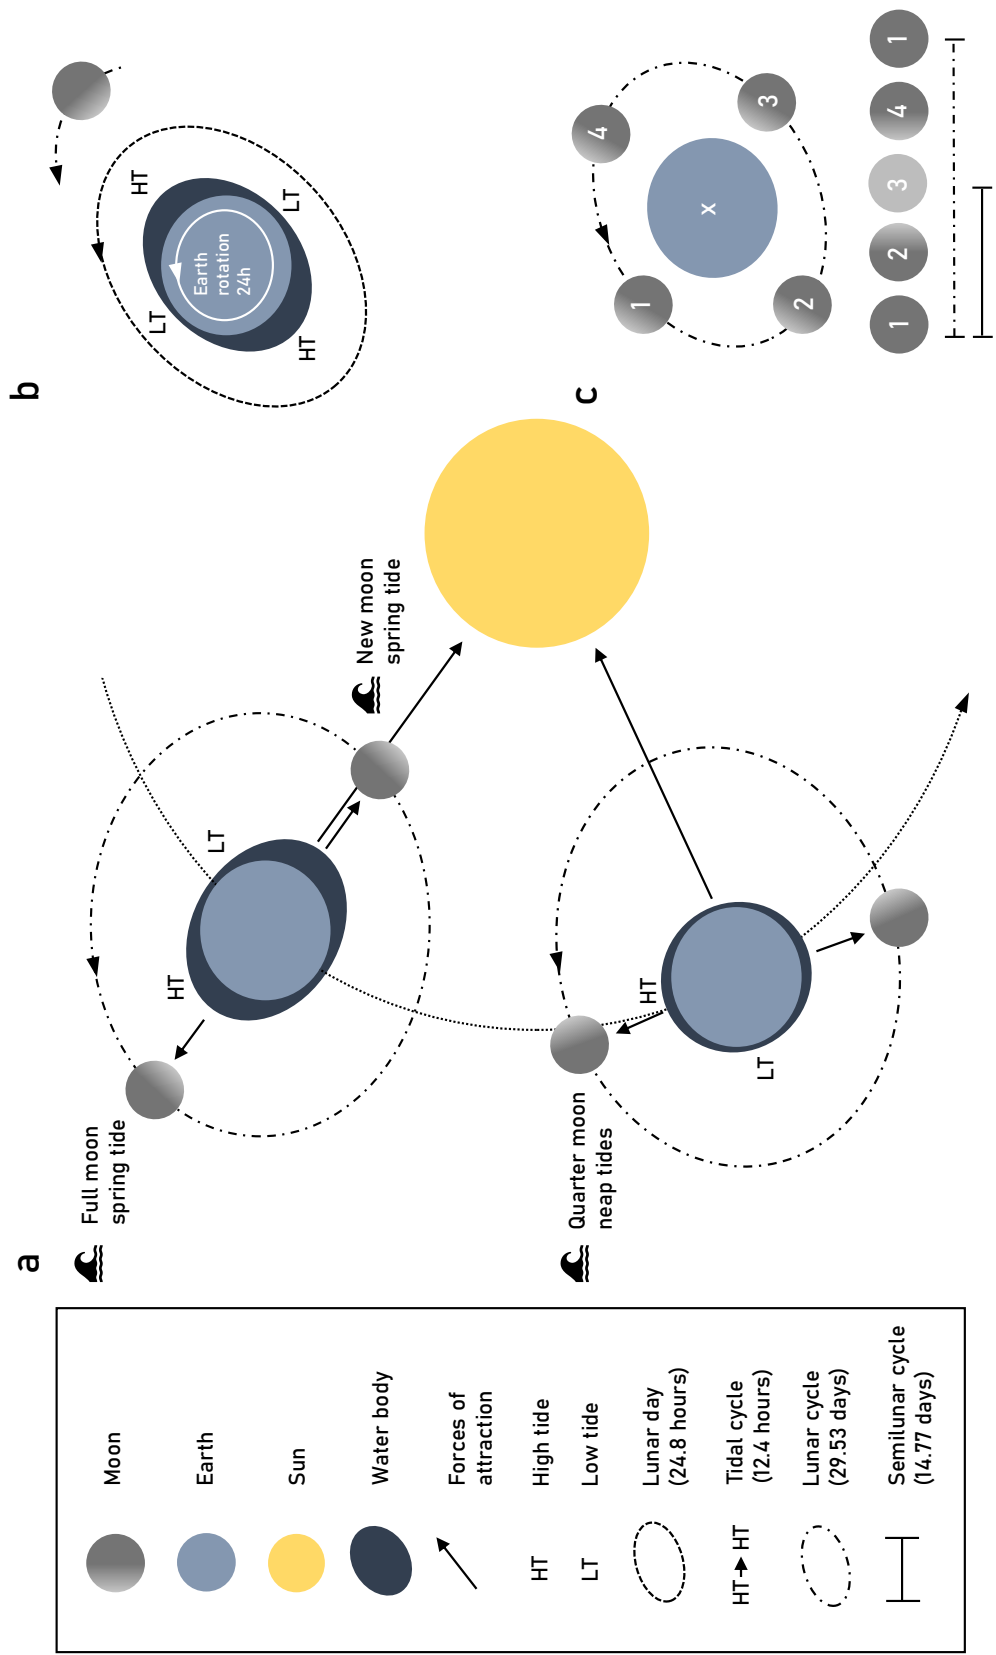 a
Full moon
spring tide
HT
LT
New moon
spring tide
Quarter moon
neap tides
HT
LT
b
HT
LT
LT
HT
Earth
rotation
24h
c
1
2
3
4
x
1
2
3
4
1
Moon
Earth
Sun
Water body
Forces of
attraction
HT High tide
LT Low tide
Lunar day
(24.8 hours)
HT HT Tidal cycle
(12.4 hours)
Lunar cycle
(29.53 days)
Semilunar cycle
(14.77 days)